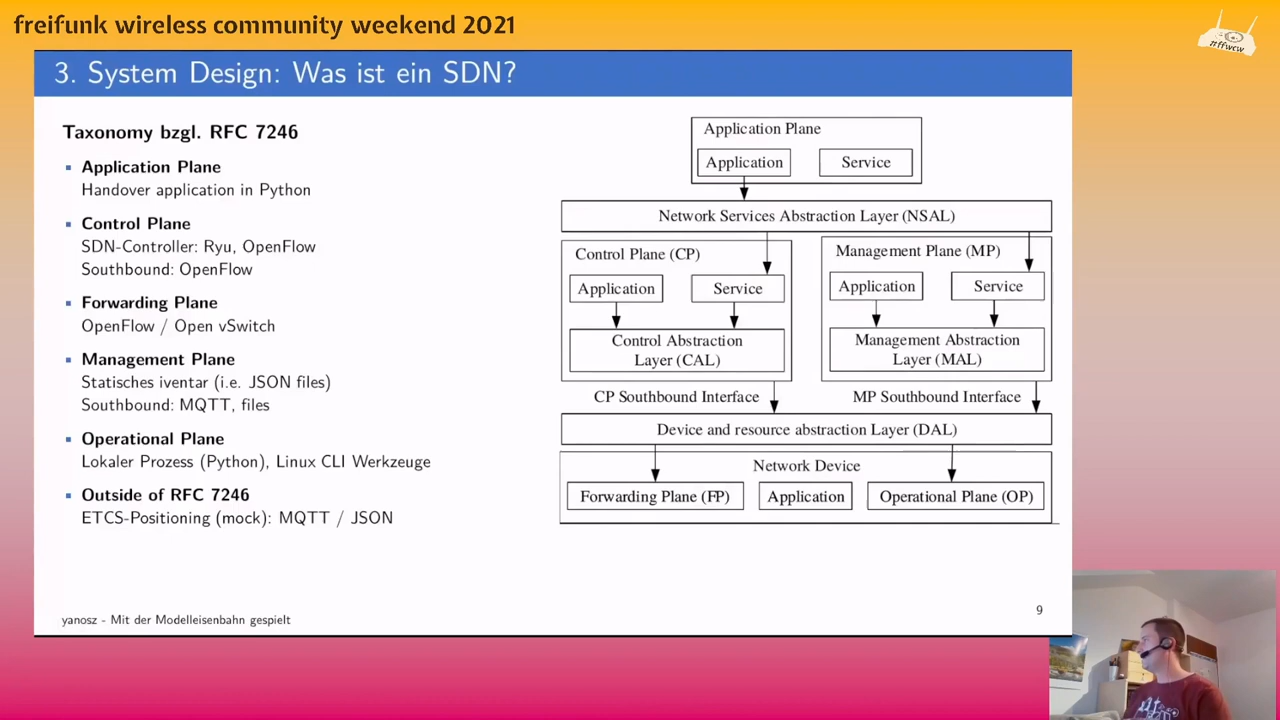 freifunk wireless community weekend 2021
#ffwcw
3. System Design: Was ist ein SDN?
Taxonomy bzgl. RFC 7246
Application Plane
Handover application in Python
Control Plane
SDN-Controller: Ryu, OpenFlow
Southbound: OpenFlow
Forwarding Plane
OpenFlow / Open vSwitch
Management Plane
Statisches iventar (i.e. JSON files)
Southbound: MQTT, files
Operational Plane
Lokaler Prozess (Python), Linux CLI Werkzeuge
Outside of RFC 7246
ETCS-Positioning (mock): MQTT / JSON
Application Plane
Application
Service
Network Services Abstraction Layer (NSAL)
Control Plane (CP)
Application
Service
Control Abstraction
Layer (CAL)
Management Plane (MP)
Application
Service
Management Abstraction
Layer (MAL)
CP Southbound Interface
MP Southbound Interface
Device and resource abstraction Layer (DAL)
Network Device
Forwarding Plane (FP)
Application
Operational Plane (OP)
yanosz - Mit der Modelleisenbahn gespielt
9